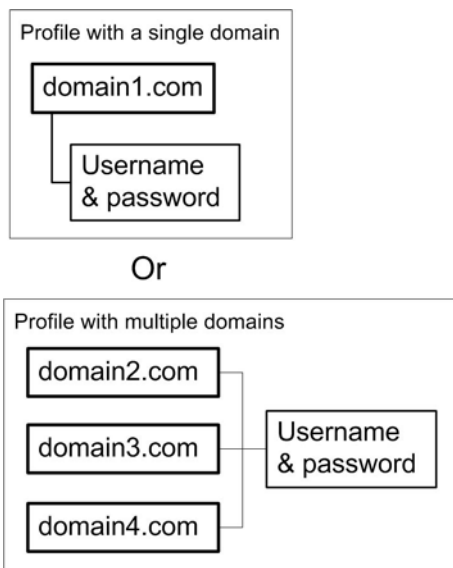 Profile with a single domain
domain1.com
Username
& password
Or
Profile with multiple domains
domain2.com
domain3.com
domain4.com
Username
& password